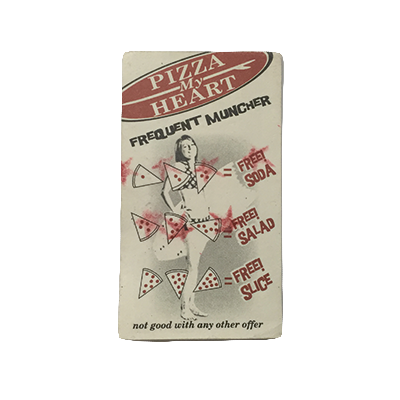 PIZZA
My
HEART
FREQUENT MUNCHER
= FREE! SODA
= FREE! SALAD
= FREE! SLICE
not good with any other offer